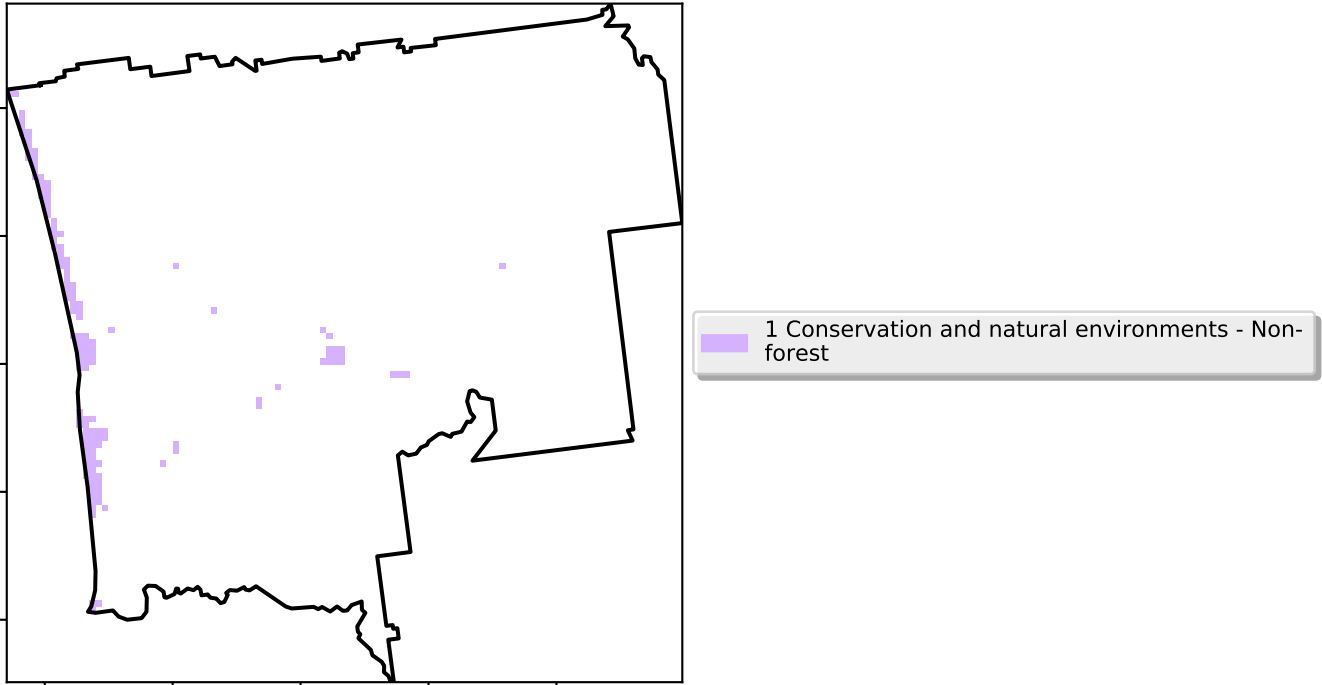 1 Conservation and natural environments - Non-
forest